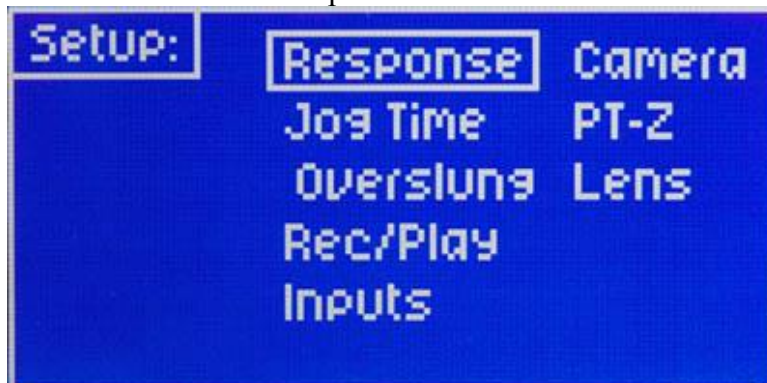 Setup:
Response Camera
Jog Time PT-Z
Overslung Lens
Rec/Play
Inputs